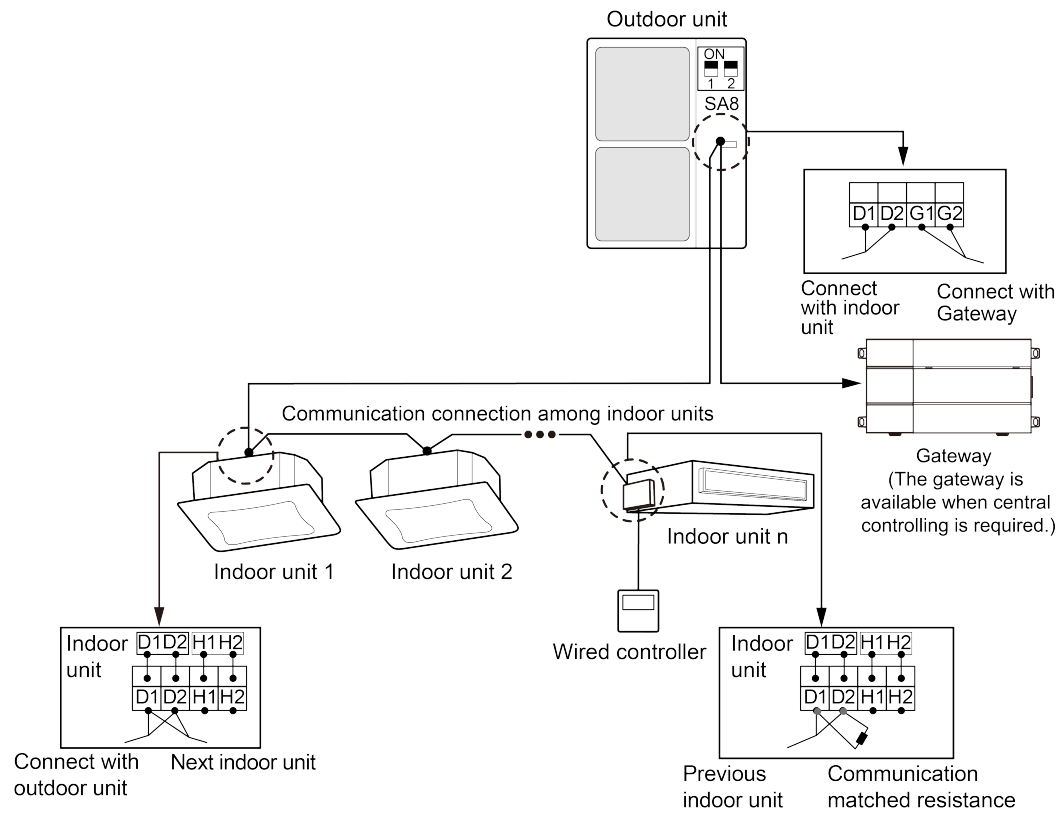 Outdoor unit
ON
1 2
SA8
D1 D2 G1 G2
Connect
with indoor
unit
Connect with
Gateway
Communication connection among indoor units
Gateway
(The gateway is
available when central
controlling is required.)
Indoor unit n
Indoor unit 1
Indoor unit 2
Wired controller
Indoor
unit
D1 D2 H1 H2
D1 D2 H1 H2
Connect with
outdoor unit
Next indoor unit
Indoor
unit
D1 D2 H1 H2
D1 D2 H1 H2
Previous
indoor unit
Communication
matched resistance